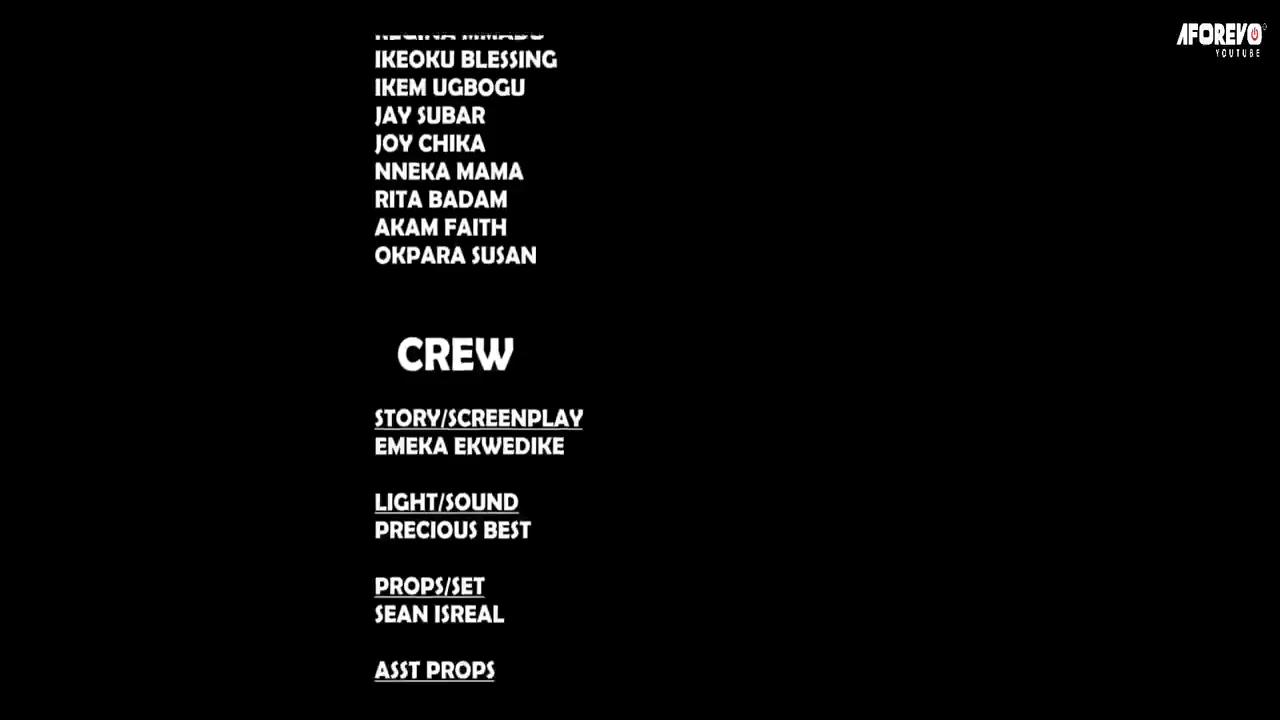 AFOREVO
YOUTUBE
IKEOKU BLESSING
IKEM UGBOGU
JAY SUBAR
JOY CHIKA
NNEKA MAMA
RITA BADAM
AKAM FAITH
OKPARA SUSAN
CREW
STORY/SCREENPLAY
EMEKA EKWEDIKE
LIGHT/SOUND
PRECIOUS BEST
PROPS/SET
SEAN ISREAL
ASST PROPS